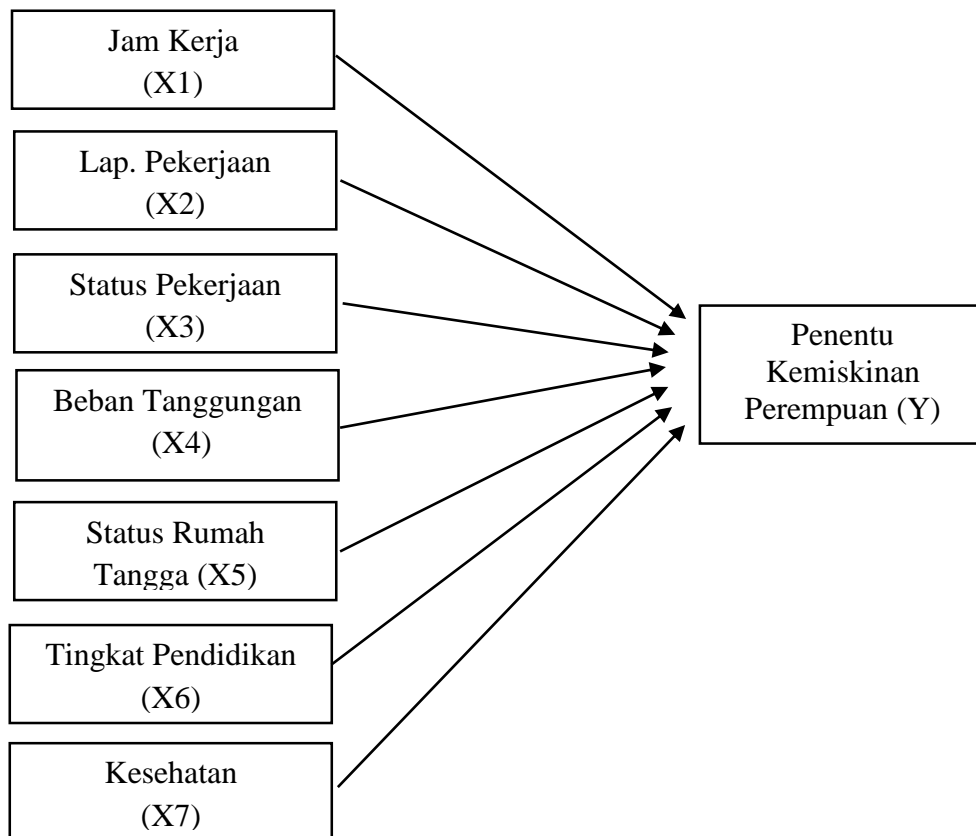 Jam Kerja
(X1)
Lap. Pekerjaan
(X2)
Status Pekerjaan
(X3)
Beban Tanggungan
(X4)
Status Rumah
Tangga (X5)
Tingkat Pendidikan
(X6)
Kesehatan
(X7)
Penentu
Kemiskinan
Perempuan (Y)